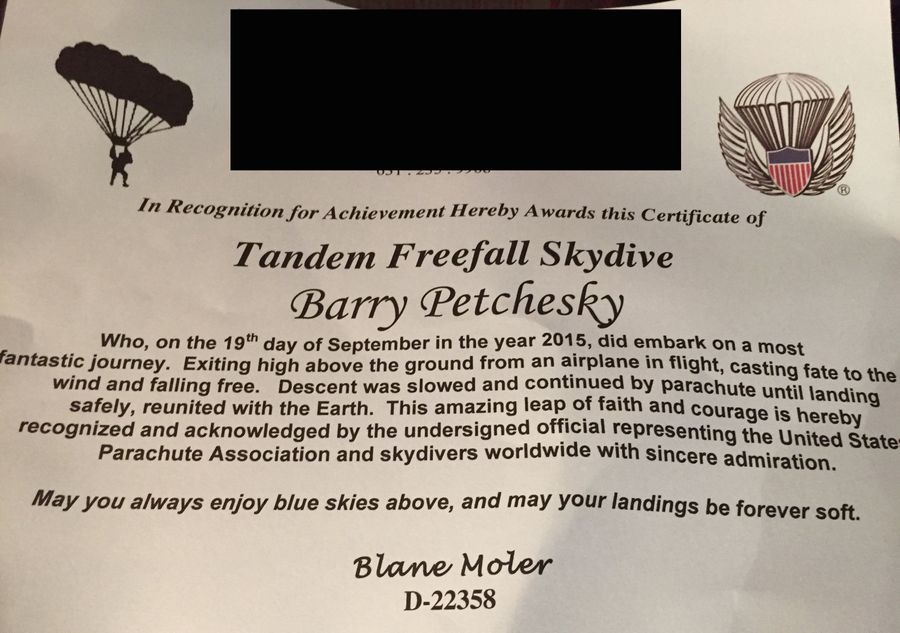 In Recognition for Achievement Hereby Awards this Certificate of
Tandem Freefall Skydive
Barry Petchesky
Who, on the 19th day of September in the year 2015, did embark on a most
fantastic journey. Exiting high above the ground from an airplane in flight, casting fate to the
wind and falling free. Descent was slowed and continued by parachute until landing
safely, reunited with the Earth. This amazing leap of faith and courage is hereby
recognized and acknowledged by the undersigned official representing the United State
Parachute Association and skydivers worldwide with sincere admiration.
May you always enjoy blue skies above, and may your landings be forever soft.
Blane Moler
D-22358
®